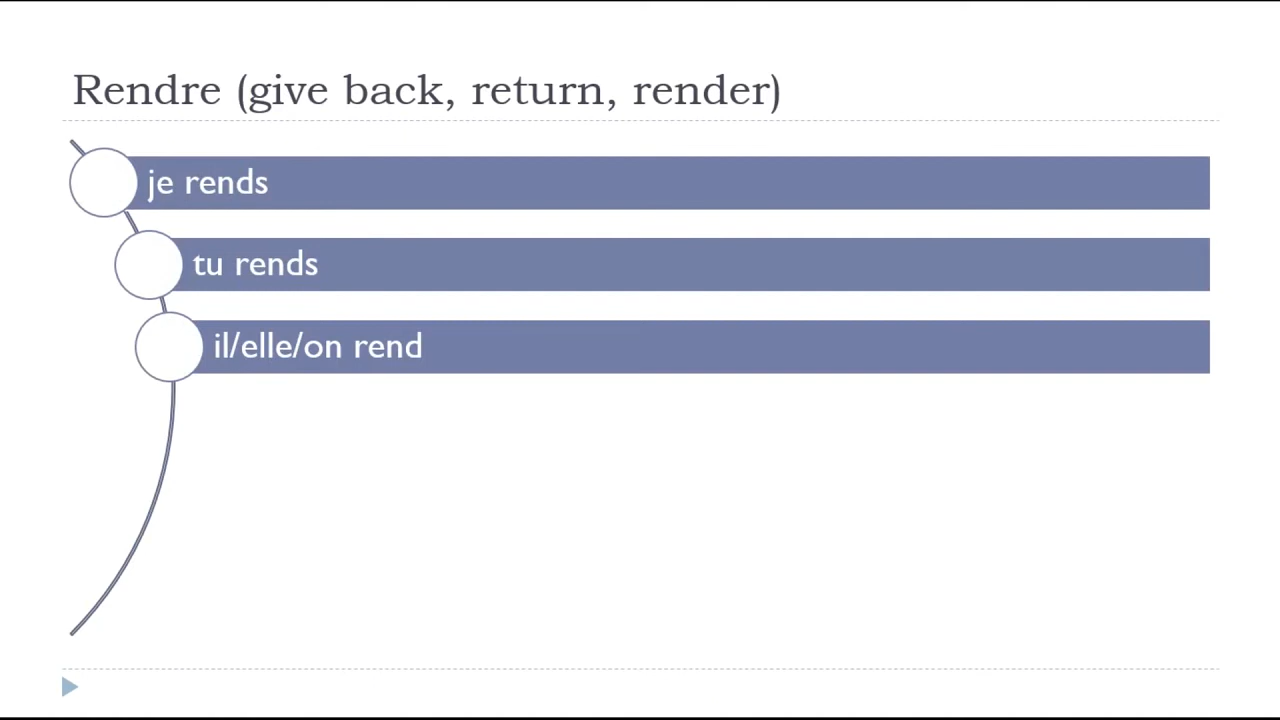 Rendre (give back, return, render)
je rends
tu rends
il/elle/on rend